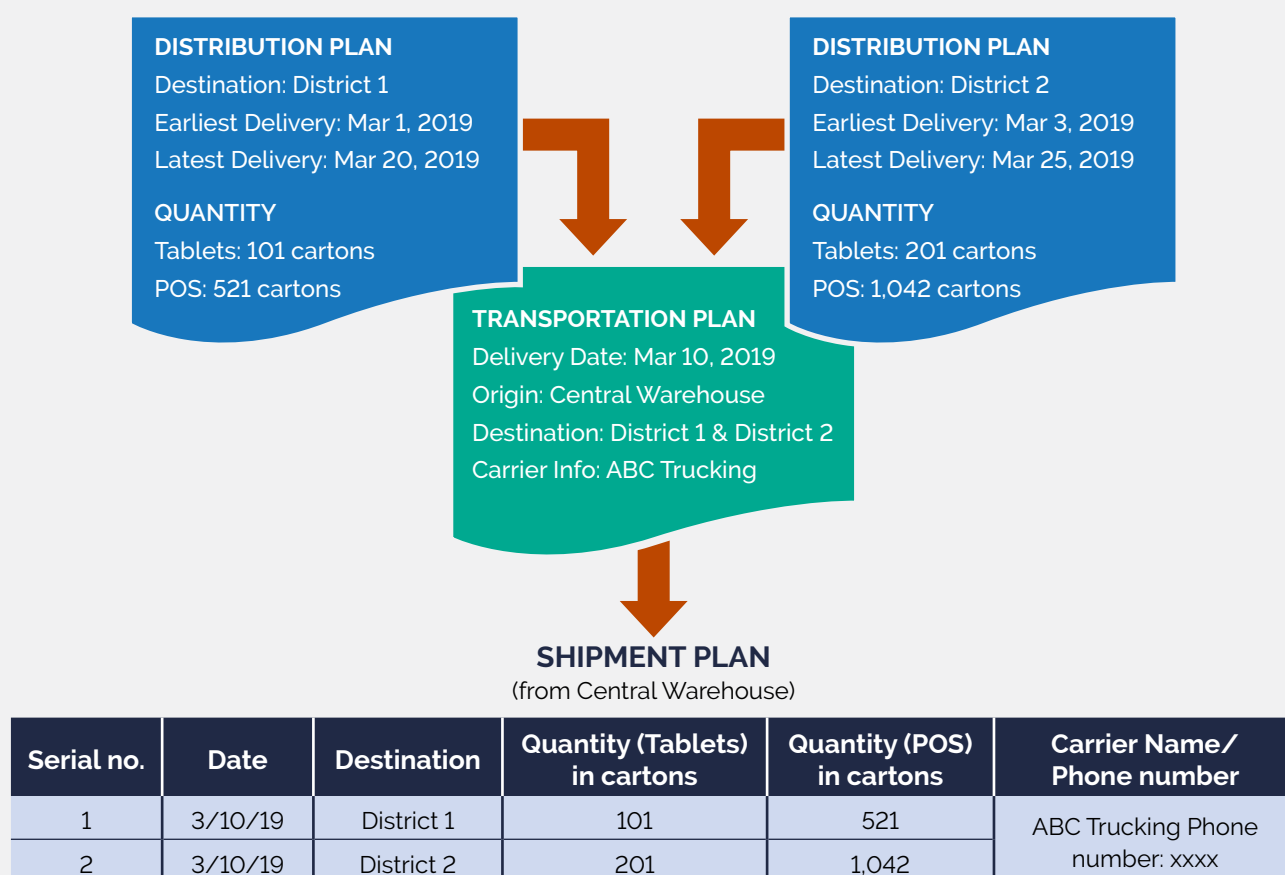 DISTRIBUTION PLAN
Destination: District 1
Earliest Delivery: Mar 1, 2019
Latest Delivery: Mar 20, 2019
QUANTITY
Tablets: 101 cartons
POS: 521 cartons
DISTRIBUTION PLAN
Destination: District 2
Earliest Delivery: Mar 3, 2019
Latest Delivery: Mar 25, 2019
QUANTITY
Tablets: 201 cartons
POS: 1,042 cartons
TRANSPORTATION PLAN
Delivery Date: Mar 10, 2019
Origin: Central Warehouse
Destination: District 1 & District 2
Carrier Info: ABC Trucking
SHIPMENT PLAN
(from Central Warehouse)
Serial no. Date Destination Quantity (Tablets) in cartons Quantity (POS) in cartons Carrier Name/ Phone number
1 3/10/19 District 1 101 521 ABC Trucking Phone
2 3/10/19 District 2 201 1,042 number: xxxx